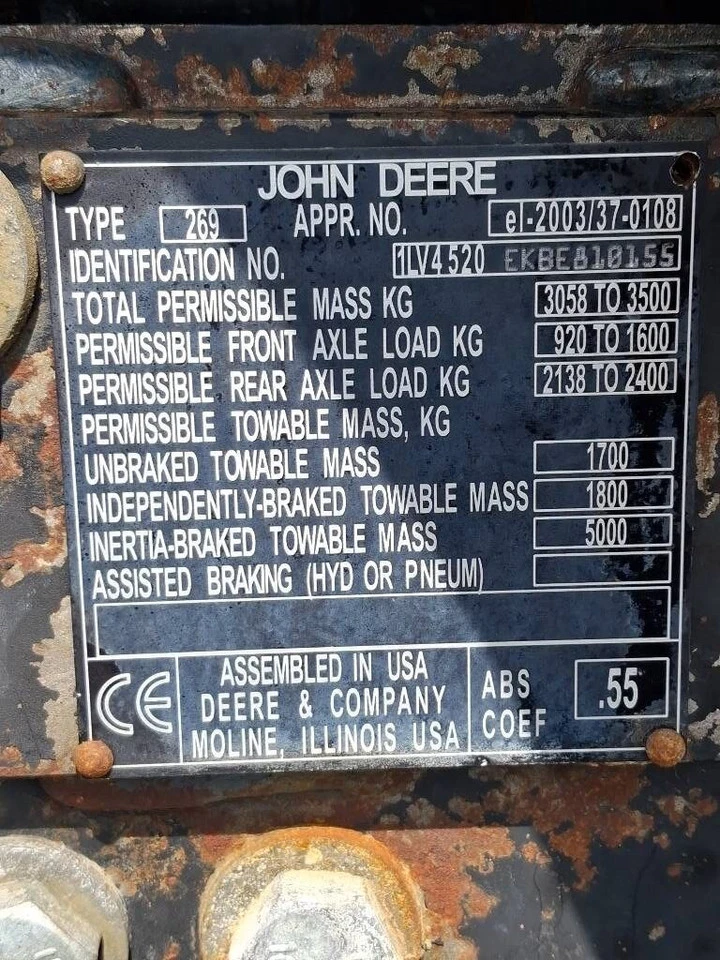 JOHN DEERE
TYPE 269 APPR. NO. el-2003/37-0108
IDENTIFICATION NO. 1LV4520 EKBE810155
TOTAL PERMISSIBLE MASS KG 3058 TO 3500
PERMISSIBLE FRONT AXLE LOAD KG 920 TO 1600
PERMISSIBLE REAR AXLE LOAD KG 2138 TO 2400
PERMISSIBLE TOWABLE MASS, KG
UNBRAKED TOWABLE MASS 1700
INDEPENDENTLY-BRAKED TOWABLE MASS 1800
INERTIA-BRAKED TOWABLE MASS 5000
ASSISTED BRAKING (HYD OR PNEUM)
CE
ASSEMBLED IN USA
DEERE & COMPANY
MOLINE, ILLINOIS USA
ABS
COEF
.55